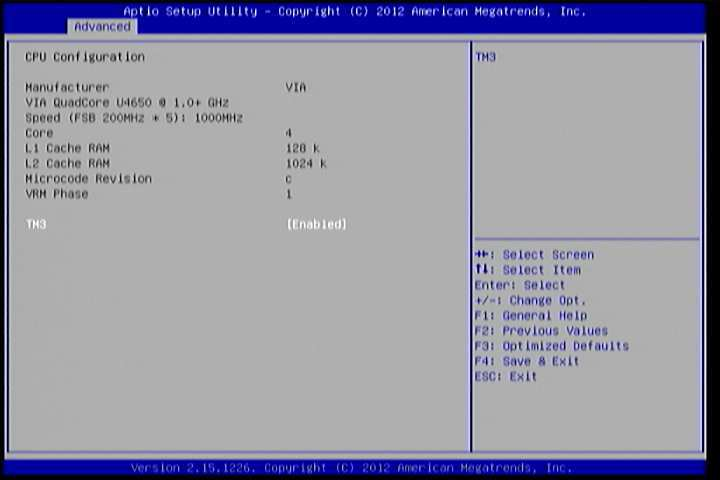 Aptio Setup Utility - Copyright (C) 2012 American Megatrends, Inc.
Advanced
CPU Configuration
Manufacturer VIA
VIA QuadCore U4650 @ 1.0+ GHz
Speed (FSB 200MHz * 5): 1000MHz
Core 4
L1 Cache RAM 128 k
L2 Cache RAM 1024 k
Microcode Revision c
VRM Phase 1
TM3 [Enabled]
TM3
→←: Select Screen
↑↓: Select Item
Enter: Select
+/-: Change Opt.
F1: General Help
F2: Previous Values
F3: Optimized Defaults
F4: Save & Exit
ESC: Exit
Version 2.15.1226. Copyright (C) 2012 American Megatrends, Inc.